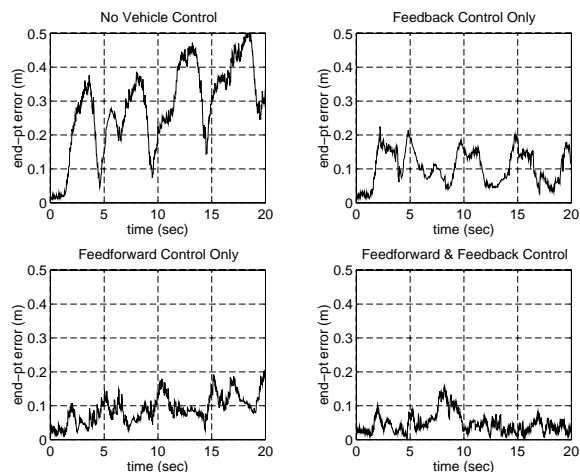 No Vehicle Control
end-pt error (m)
0.5
0.4
0.3
0.2
0.1
0
0 5 10 15 20
time (sec)
Feedback Control Only
end-pt error (m)
0.5
0.4
0.3
0.2
0.1
0
0 5 10 15 20
time (sec)
Feedforward Control Only
end-pt error (m)
0.5
0.4
0.3
0.2
0.1
0
0 5 10 15 20
time (sec)
Feedforward & Feedback Control
end-pt error (m)
0.5
0.4
0.3
0.2
0.1
0
0 5 10 15 20
time (sec)